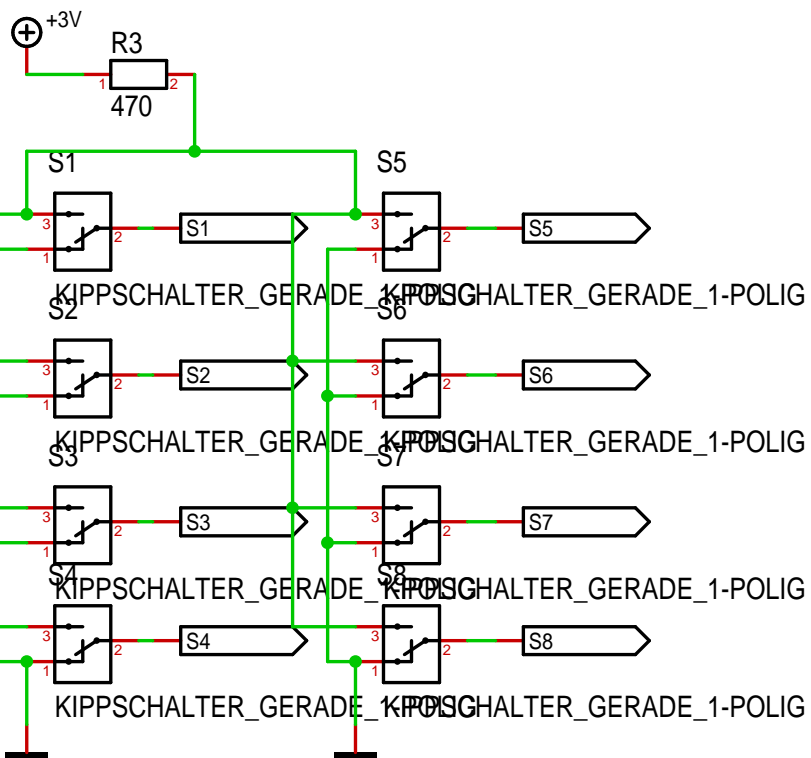 +3V
R3
1 2
470
S1 S5
3 3
2 S1 2 S5
1 1
KIPPSCHALTER_GERADE_1-POLIG KIPPSCHALTER_GERADE_1-POLIG
S2 S6
3 3
2 S2 2 S6
1 1
KIPPSCHALTER_GERADE_1-POLIG KIPPSCHALTER_GERADE_1-POLIG
S3 S7
3 3
2 S3 2 S7
1 1
KIPPSCHALTER_GERADE_1-POLIG KIPPSCHALTER_GERADE_1-POLIG
S4 S8
3 3
2 S4 2 S8
1 1
KIPPSCHALTER_GERADE_1-POLIG KIPPSCHALTER_GERADE_1-POLIG